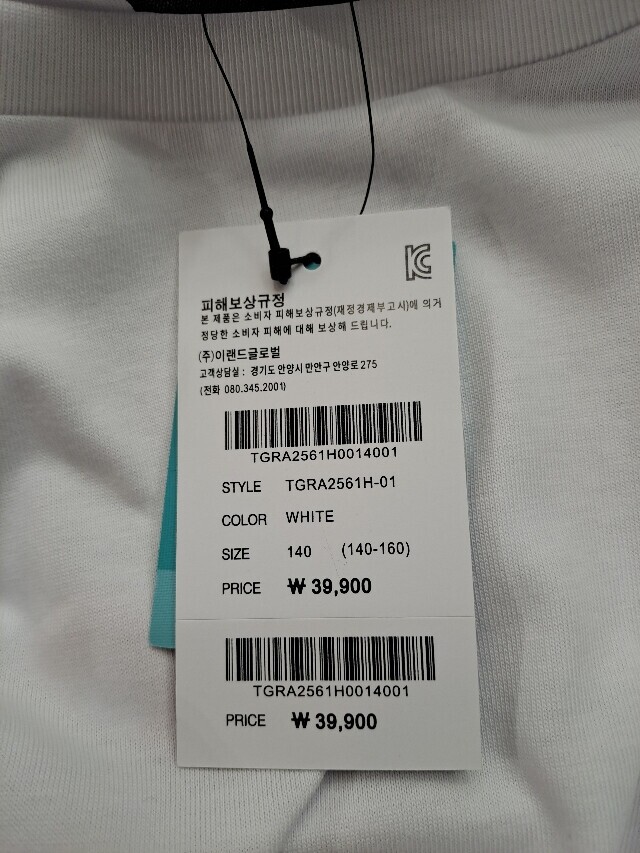 KC
피해보상규정
본 제품은 소비자 피해보상규정(재정경제부고시)에 의거
정당한 소비자 피해에 대해 보상해 드립니다.
(주)이랜드글로벌
고객상담실 : 경기도 안양시 만안구 안양로 275
(전화 080.345.2001)
TGRA2561H0014001
STYLE TGRA2561H-01
COLOR WHITE
SIZE 140 (140-160)
PRICE ₩ 39,900
TGRA2561H0014001
PRICE ₩ 39,900